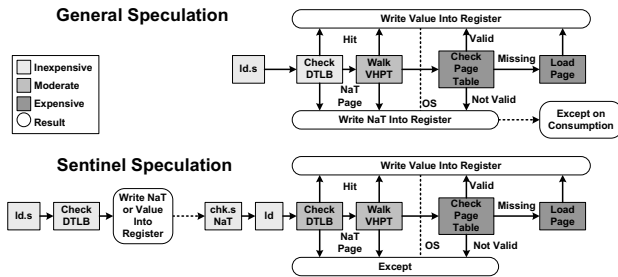 General Speculation
Write Value Into Register
Hit
Valid
Inexpensive
Moderate
Expensive
Result
ld.s
Check
DTLB
Walk
VHPT
Check
Page
Table
Missing
Load
Page
NaT
Page
OS
Not Valid
Write NaT Into Register
Except on
Consumption
Sentinel Speculation
Write Value Into Register
Hit
Valid
ld.s
Check
DTLB
Write NaT
or Value
Into
Register
chk.s
NaT
ld
Check
DTLB
Walk
VHPT
Check
Page
Table
Missing
Load
Page
NaT
Page
OS
Not Valid
Except